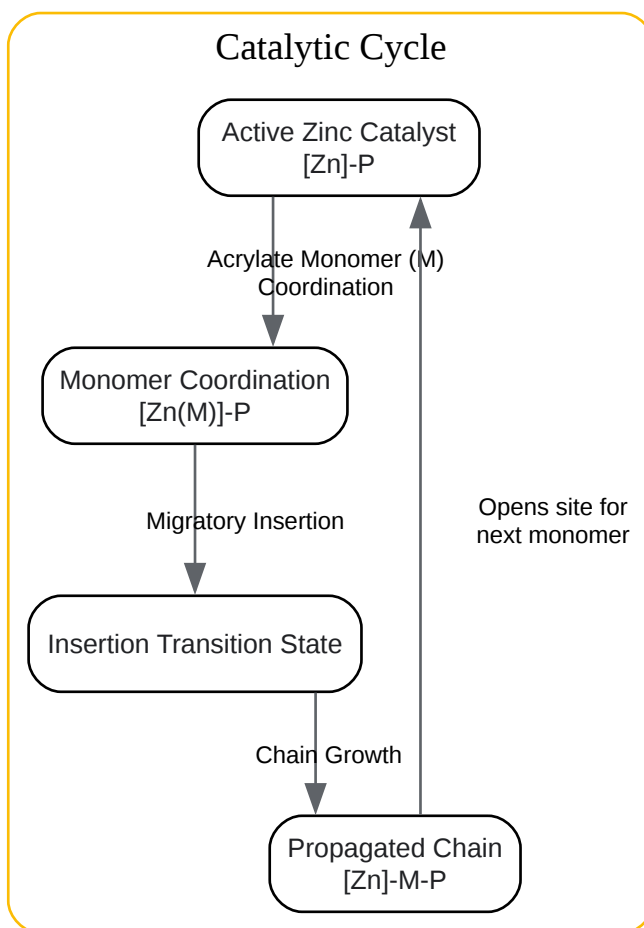 Catalytic Cycle
Active Zinc Catalyst
[Zn]-P
Acrylate Monomer (M)
Coordination
Monomer Coordination
[Zn(M)]-P
Migratory Insertion
Opens site for
next monomer
Insertion Transition State
Chain Growth
Propagated Chain
[Zn]-M-P